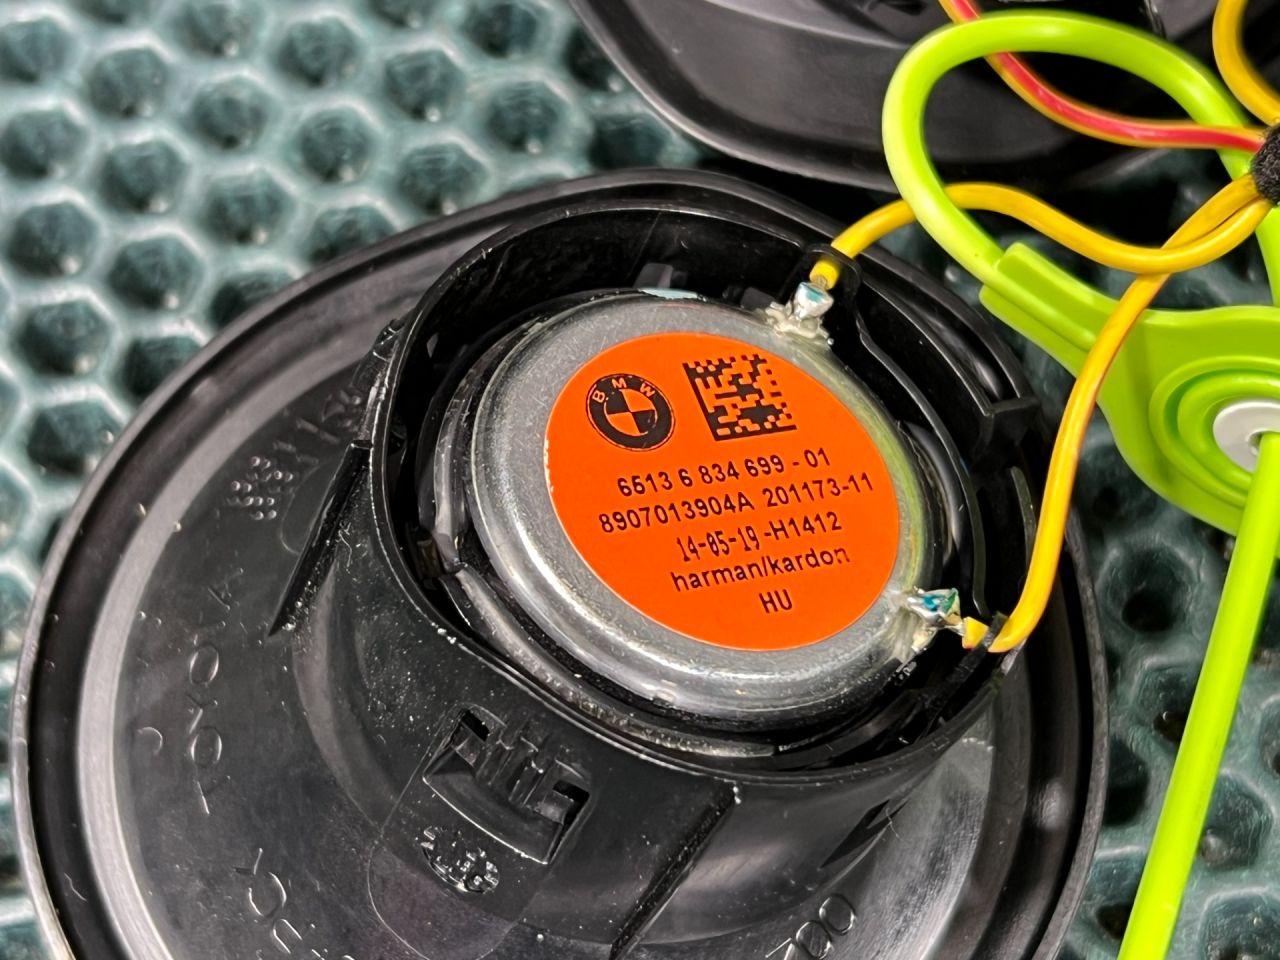 BMW
6513 6 834 699 - 01
8907013904A 201173-11
14-05-19-H1412
harman/kardon
HU